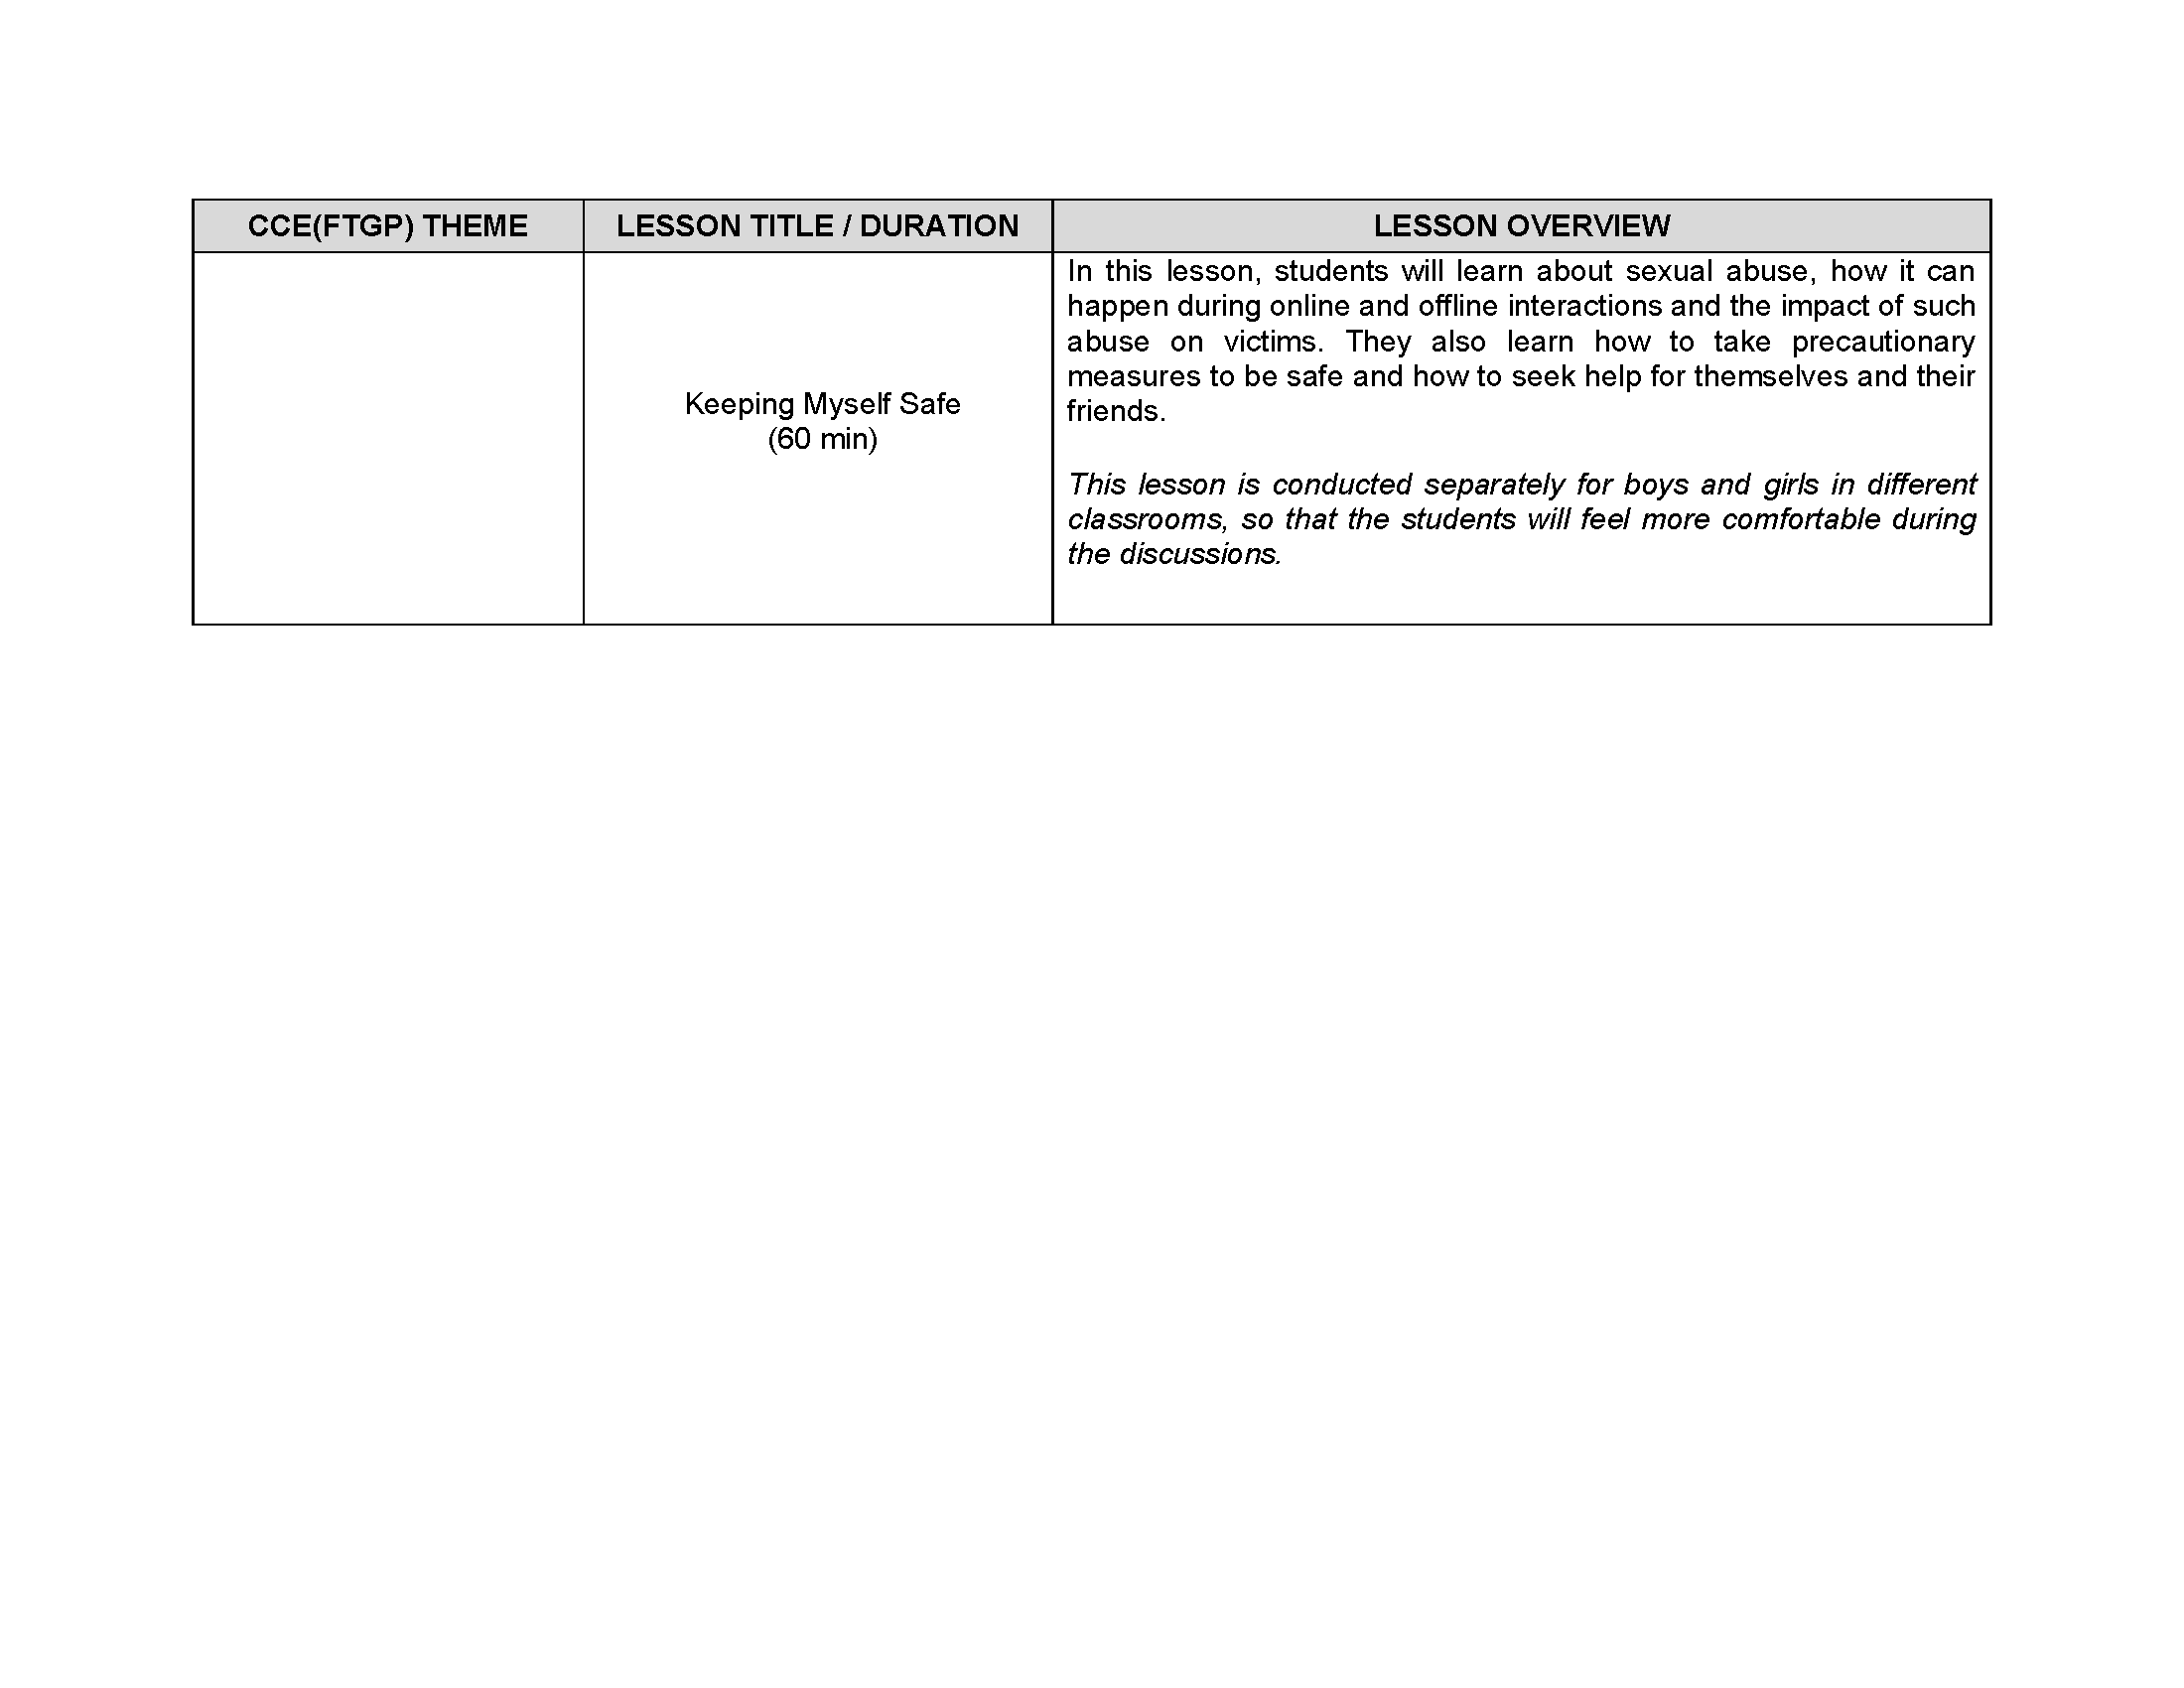 CCE(FTGP) THEME
LESSON TITLE / DURATION
LESSON OVERVIEW
Keeping Myself Safe
(60 min)
In this lesson, students will learn about sexual abuse, how it can
happen during online and offline interactions and the impact of such
abuse on victims. They also learn how to take precautionary
measures to be safe and how to seek help for themselves and their
friends.
This lesson is conducted separately for boys and girls in different
classrooms, so that the students will feel more comfortable during
the discussions.